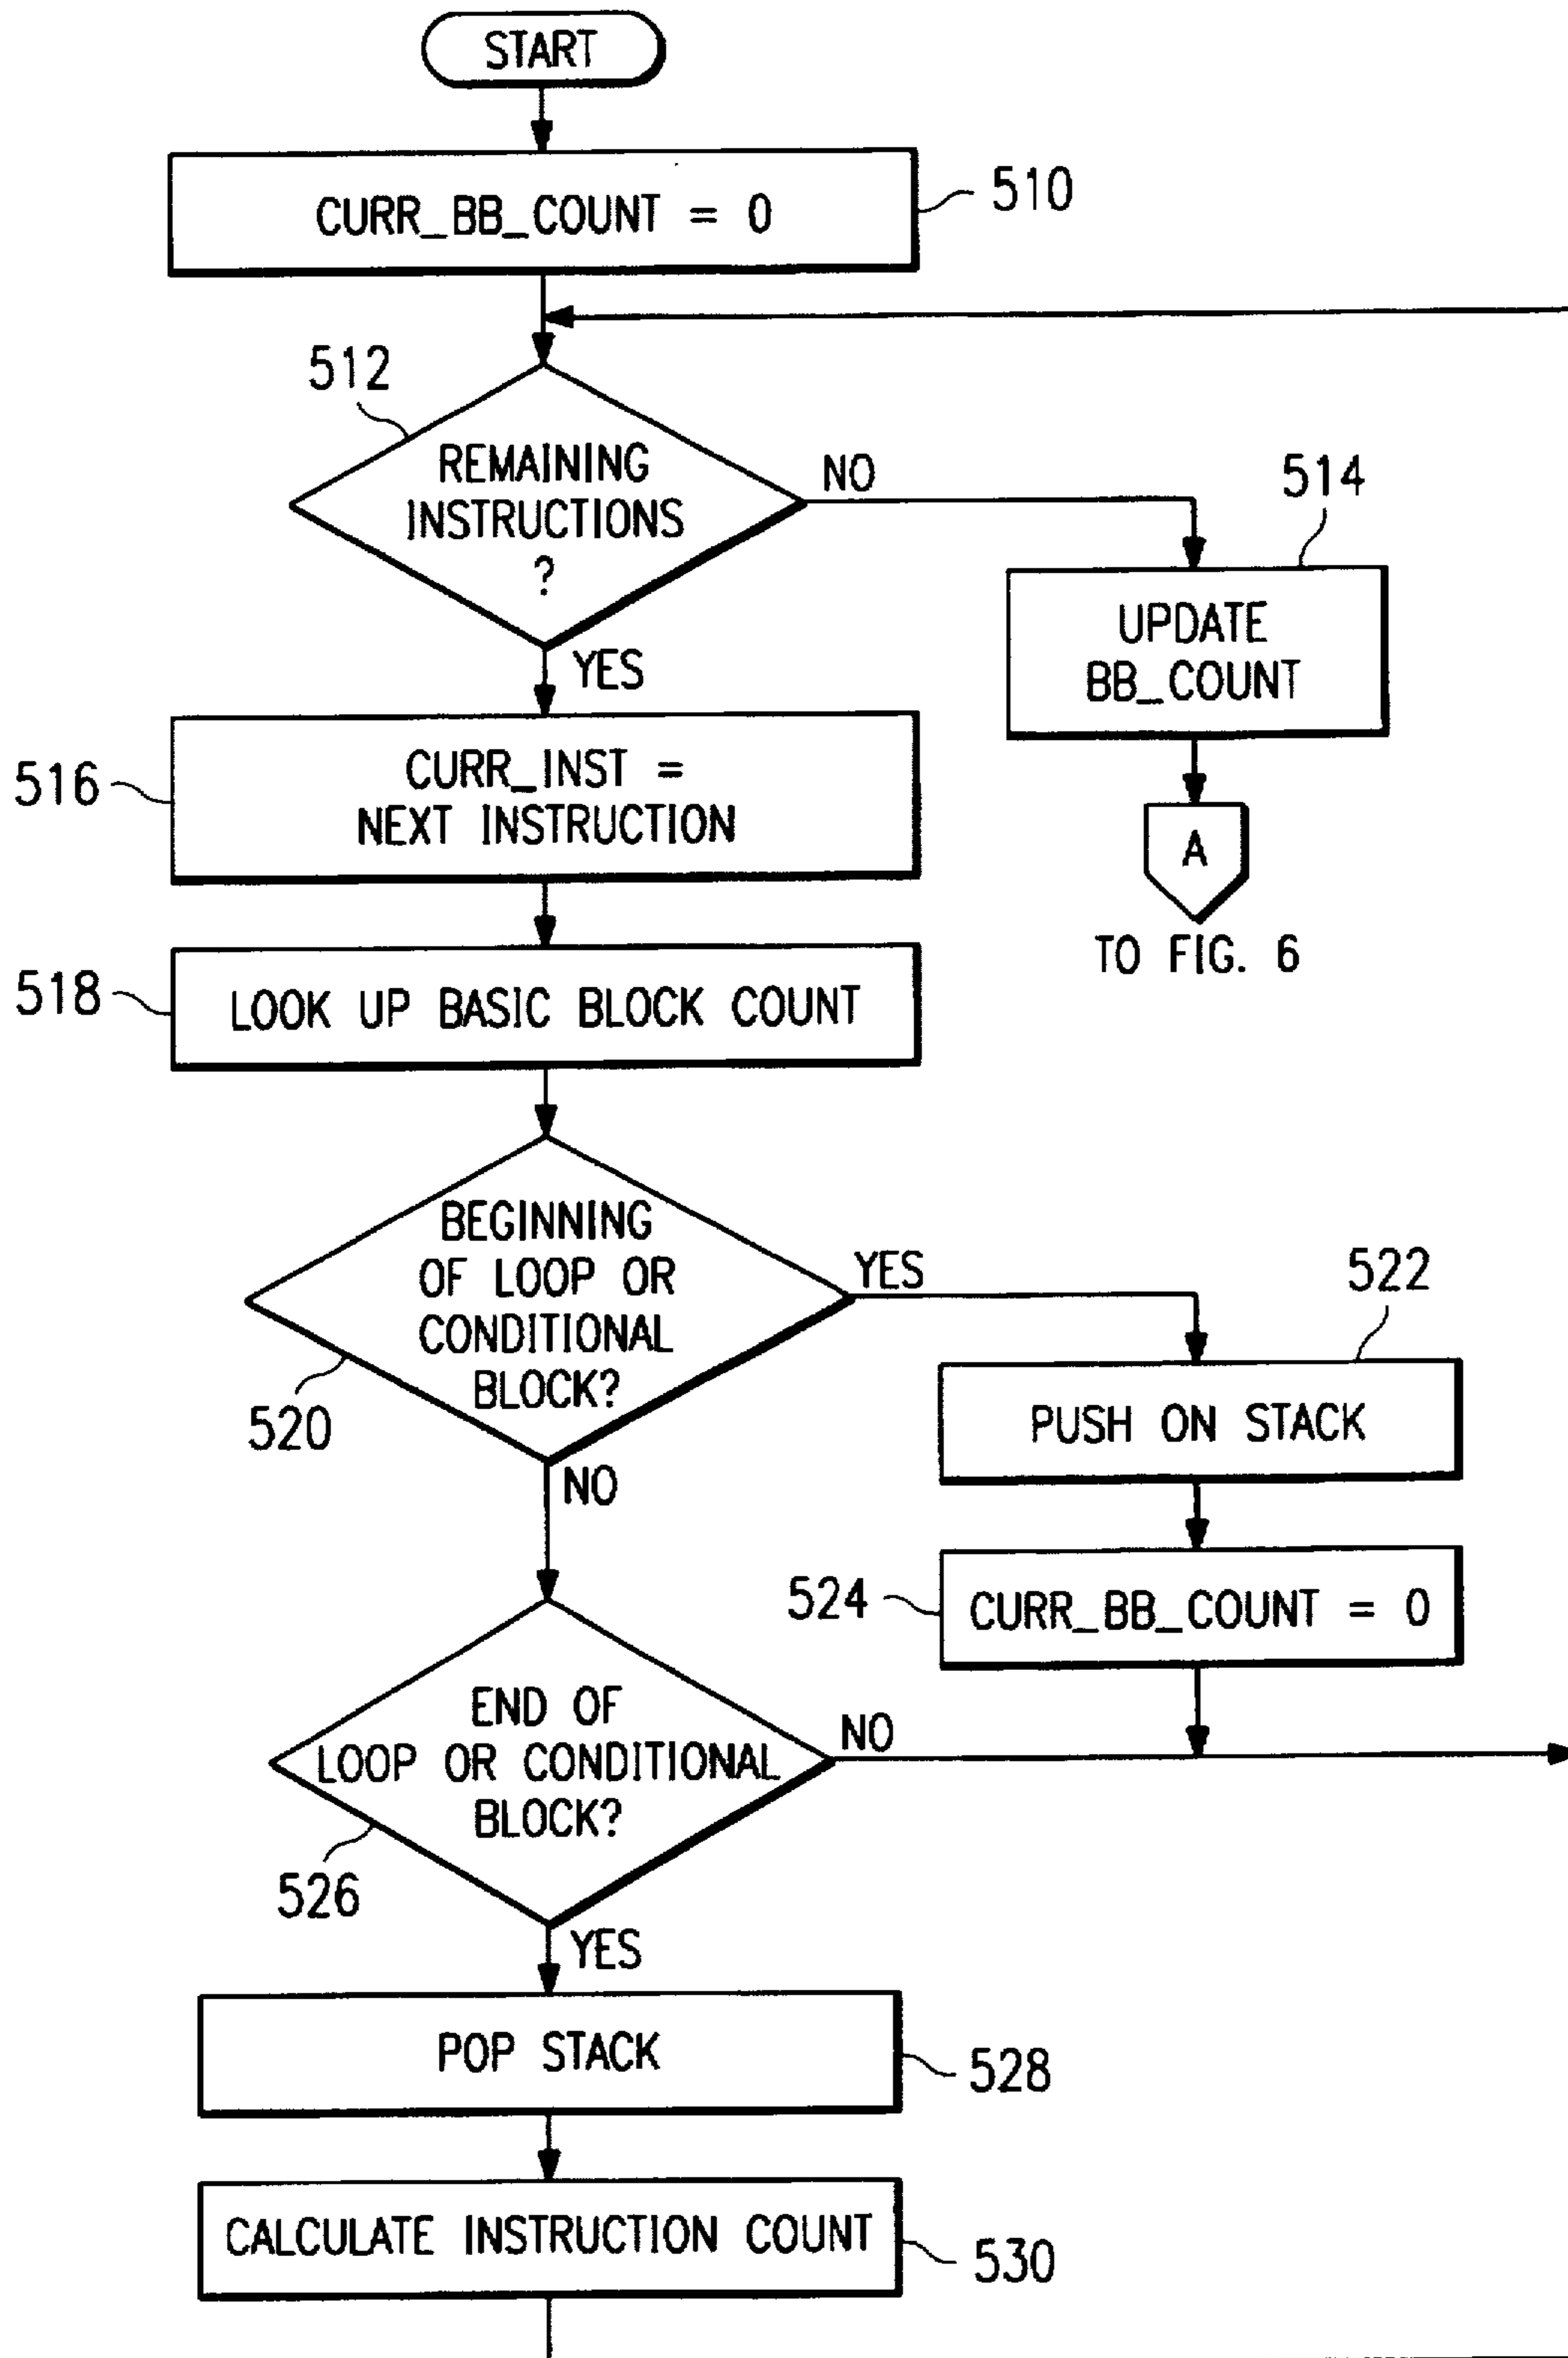 START
CURR_BB_COUNT = 0
510
512
REMAINING
INSTRUCTIONS
?
NO
514
UPDATE
BB_COUNT
YES
516
CURR_INST =
NEXT INSTRUCTION
A
TO FIG. 6
518
LOOK UP BASIC BLOCK COUNT
BEGINNING
OF LOOP OR
CONDITIONAL
BLOCK?
YES
522
520
PUSH ON STACK
NO
524
CURR_BB_COUNT = 0
END OF
LOOP OR CONDITIONAL
BLOCK?
NO
526
YES
POP STACK
528
CALCULATE INSTRUCTION COUNT
530